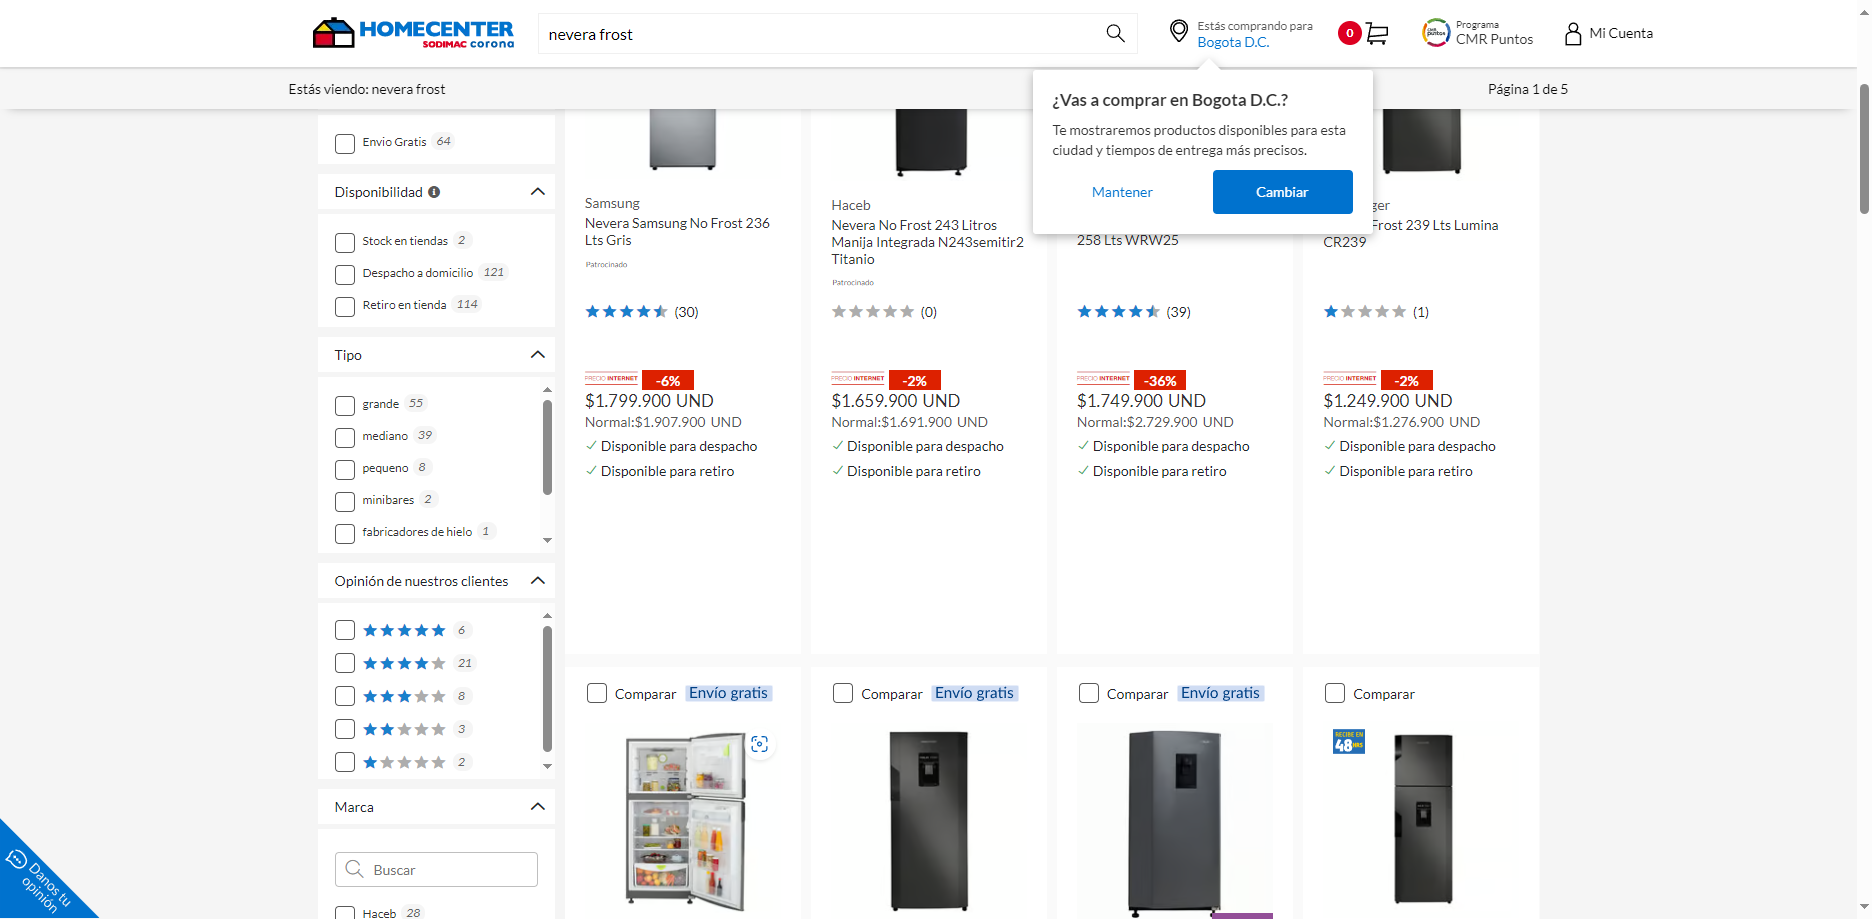 HOMECENTER
SODIMAC corona
nevera frost
Estás comprando para
Bogota D.C.
0
Programa
CMR Puntos
Mi Cuenta
Estás viendo: nevera frost
Página 1 de 5
¿Vas a comprar en Bogota D.C.?
Te mostraremos productos disponibles para esta
ciudad y tiempos de entrega más precisos.
Mantener
Cambiar
Envio Gratis 64
Disponibilidad
Stock en tiendas 2
Despacho a domicilio 121
Retiro en tienda 114
Tipo
grande 55
mediano 39
pequeno 8
minibares 2
fabricadores de hielo 1
Opinión de nuestros clientes
6
21
8
3
2
Marca
Buscar
Haceb 28
Danos tu
opinión
Samsung
Nevera Samsung No Frost 236
Lts Gris
Patrocinado
(30)
PRECIO INTERNET -6%
$1.799.900 UND
Normal:$1.907.900 UND
Disponible para despacho
Disponible para retiro
Haceb
Nevera No Frost 243 Litros
Manija Integrada N243semitir2
Titanio
Patrocinado
(0)
PRECIO INTERNET -2%
$1.659.900 UND
Normal:$1.691.900 UND
Disponible para despacho
Disponible para retiro
258 Lts WRW25
(39)
PRECIO INTERNET -36%
$1.749.900 UND
Normal:$2.729.900 UND
Disponible para despacho
Disponible para retiro
ger
Frost 239 Lts Lumina
CR239
(1)
PRECIO INTERNET -2%
$1.249.900 UND
Normal:$1.276.900 UND
Disponible para despacho
Disponible para retiro
Comparar Envío gratis
Comparar Envío gratis
Comparar Envío gratis
Comparar
RECIBE EN
48 HRS